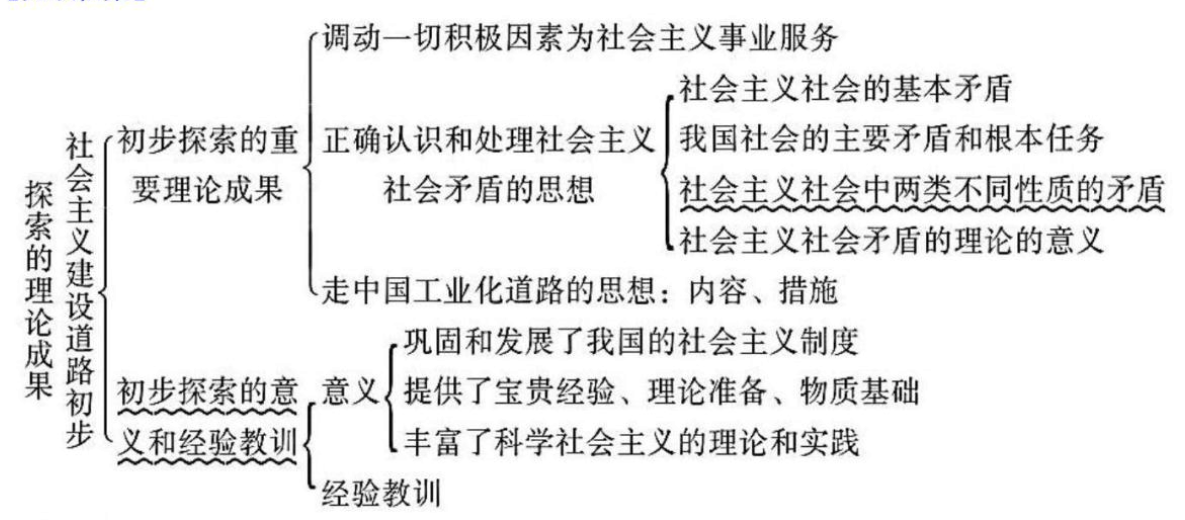 社会主义建设道路初步
探索的理论成果
初步探索的重
要理论成果
调动一切积极因素为社会主义事业服务
正确认识和处理社会主义
社会矛盾的思想
社会主义社会的基本矛盾
我国社会的主要矛盾和根本任务
社会主义社会中两类不同性质的矛盾
社会主义社会矛盾的理论的意义
走中国工业化道路的思想：内容、措施
初步探索的意
义和经验教训
意义
巩固和发展了我国的社会主义制度
提供了宝贵经验、理论准备、物质基础
丰富了科学社会主义的理论和实践
经验教训